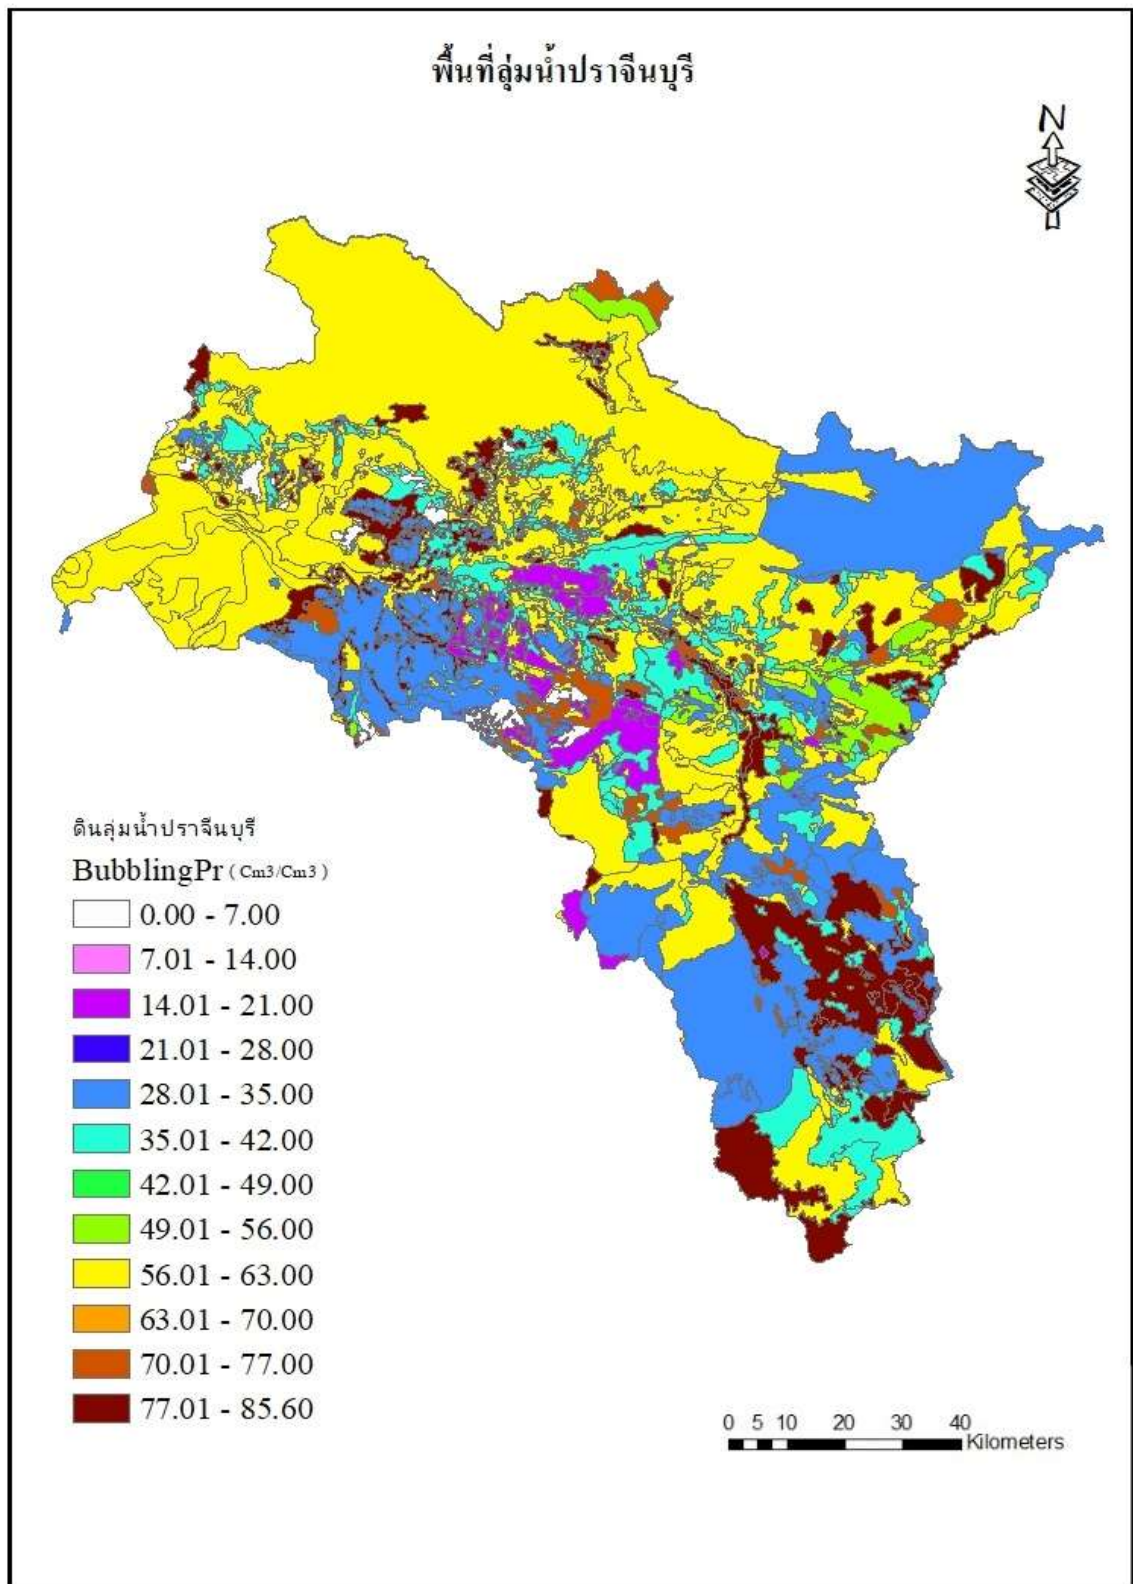 พื้นที่ลุ่มน้ำปราจีนบุรี
N
ดินลุ่มน้ำปราจีนบุรี
BubblingPr (Cm3/Cm3)
0.00 - 7.00
7.01 - 14.00
14.01 - 21.00
21.01 - 28.00
28.01 - 35.00
35.01 - 42.00
42.01 - 49.00
49.01 - 56.00
56.01 - 63.00
63.01 - 70.00
70.01 - 77.00
77.01 - 85.60
0 5 10 20 30 40
Kilometers